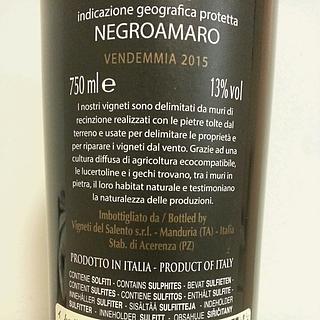 indicazione geografica protetta
NEGROAMARO
VENDEMMIA 2015
750 ml e 13% vol
I nostri vigneti sono delimitati da muri di
recinzione realizzati con le pietre tolte dal
terreno e usate per delimitare le proprietà e
per riparare i vigneti dal vento. Grazie ad una
cultura diffusa di agricoltura ecocompatibile,
le lucertoline e i gechi trovano, tra i muri in
pietra, il loro habitat naturale e testimoniano
la naturalezza delle produzioni.
Imbottigliato da / Bottled by
Vigneti del Salento s.r.l. - Manduria (TA) - Italia
Stab. di Acerenza (PZ)
PRODOTTO IN ITALIA - PRODUCT OF ITALY
CONTIENE SOLFITI - CONTAINS SULPHITES - BEVAT SULFIETEN -
CONTIENT SULFITES - CONTIENE SULFITOS - ENTHÄLT SULFITE -
INNEHÅLLER SULFITER - SISÄLTÄÄ SULFIITTEJA - INDEHOLDER
SULFITTER - INNEHOLDER SULFITT - OBSAHUJE SIŘIČITANY